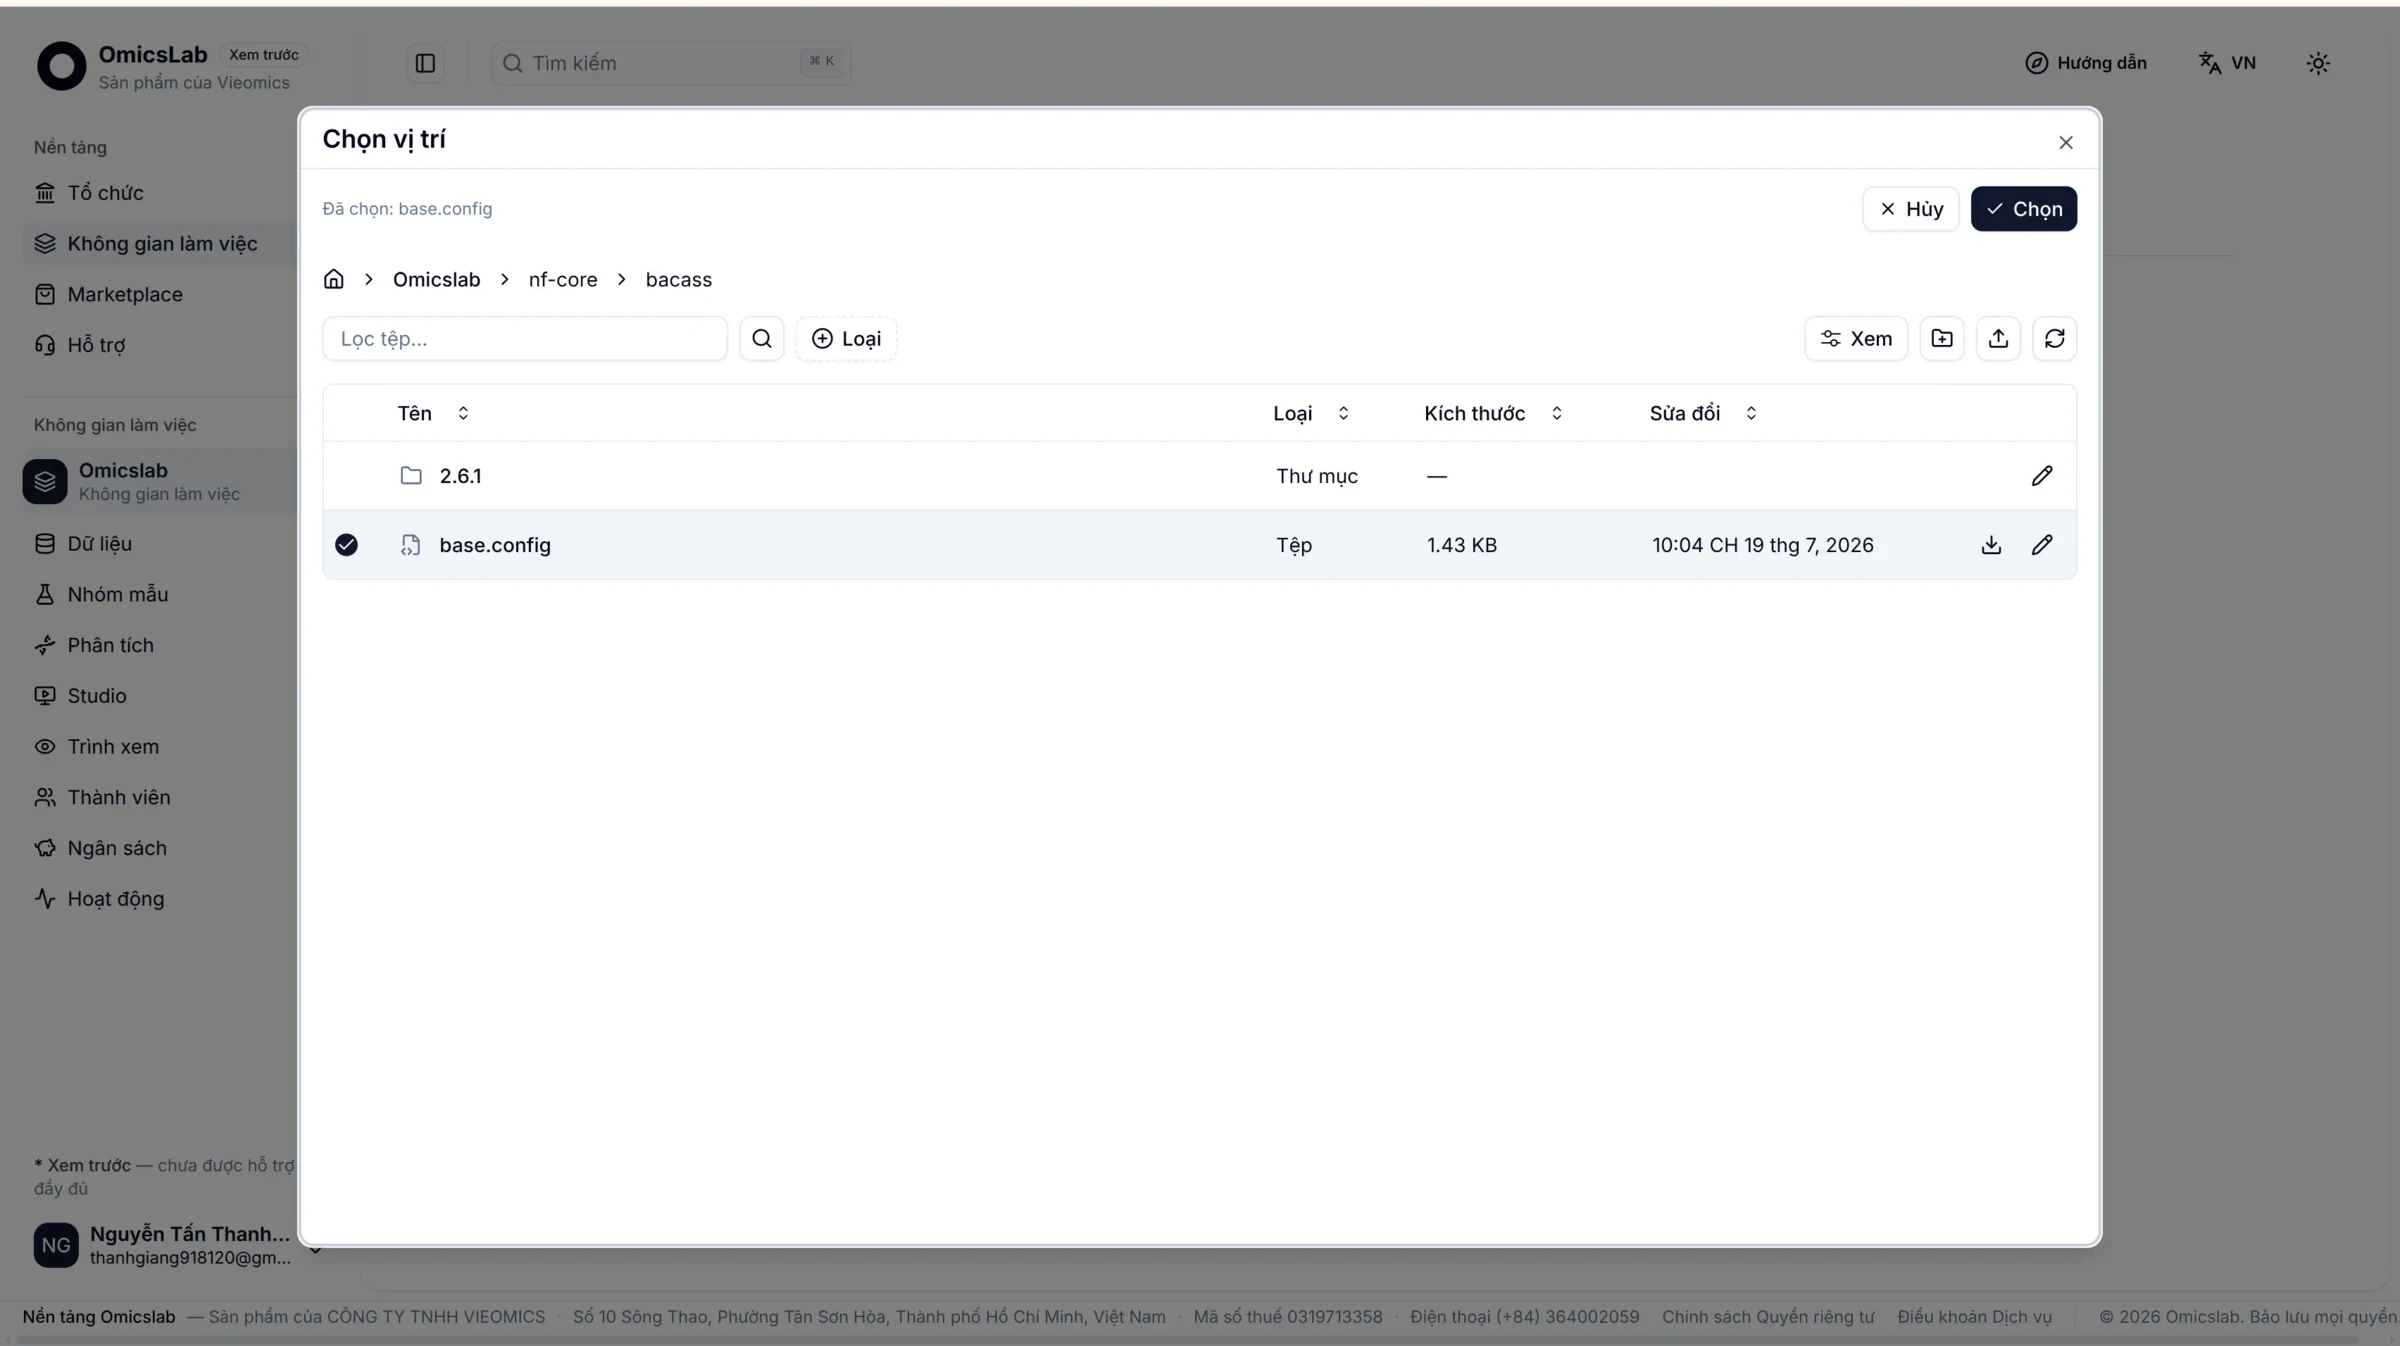 OmicsLab Xem trước
Sản phẩm của Vieomics
Tìm kiếm ⌘ K
Hướng dẫn
VN
Nền tảng
Tổ chức
Không gian làm việc
Marketplace
Hỗ trợ
Không gian làm việc
Omicslab
Không gian làm việc
Dữ liệu
Nhóm mẫu
Phân tích
Studio
Trình xem
Thành viên
Ngân sách
Hoạt động
* Xem trước — chưa được hỗ trợ
đầy đủ
NG
Nguyễn Tấn Thanh...
thanhgiang918120@gm...
Chọn vị trí
Đã chọn: base.config
Hủy
Chọn
Omicslab > nf-core > bacass
Lọc tệp...
Loại
Xem
Tên Loại Kích thước Sửa đổi
2.6.1 Thư mục —
base.config Tệp 1.43 KB 10:04 CH 19 thg 7, 2026
Nền tảng Omicslab — Sản phẩm của CÔNG TY TNHH VIEOMICS · Số 10 Sông Thao, Phường Tân Sơn Hòa, Thành phố Hồ Chí Minh, Việt Nam · Mã số thuế 0319713358 · Điện thoại (+84) 364002059 Chính sách Quyền riêng tư Điều khoản Dịch vụ © 2026 Omicslab. Bảo lưu mọi quyền.